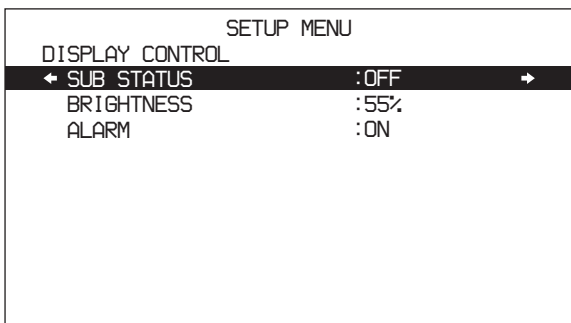 SETUP MENU
DISPLAY CONTROL
← SUB STATUS :OFF →
BRIGHTNESS :55%
ALARM :ON